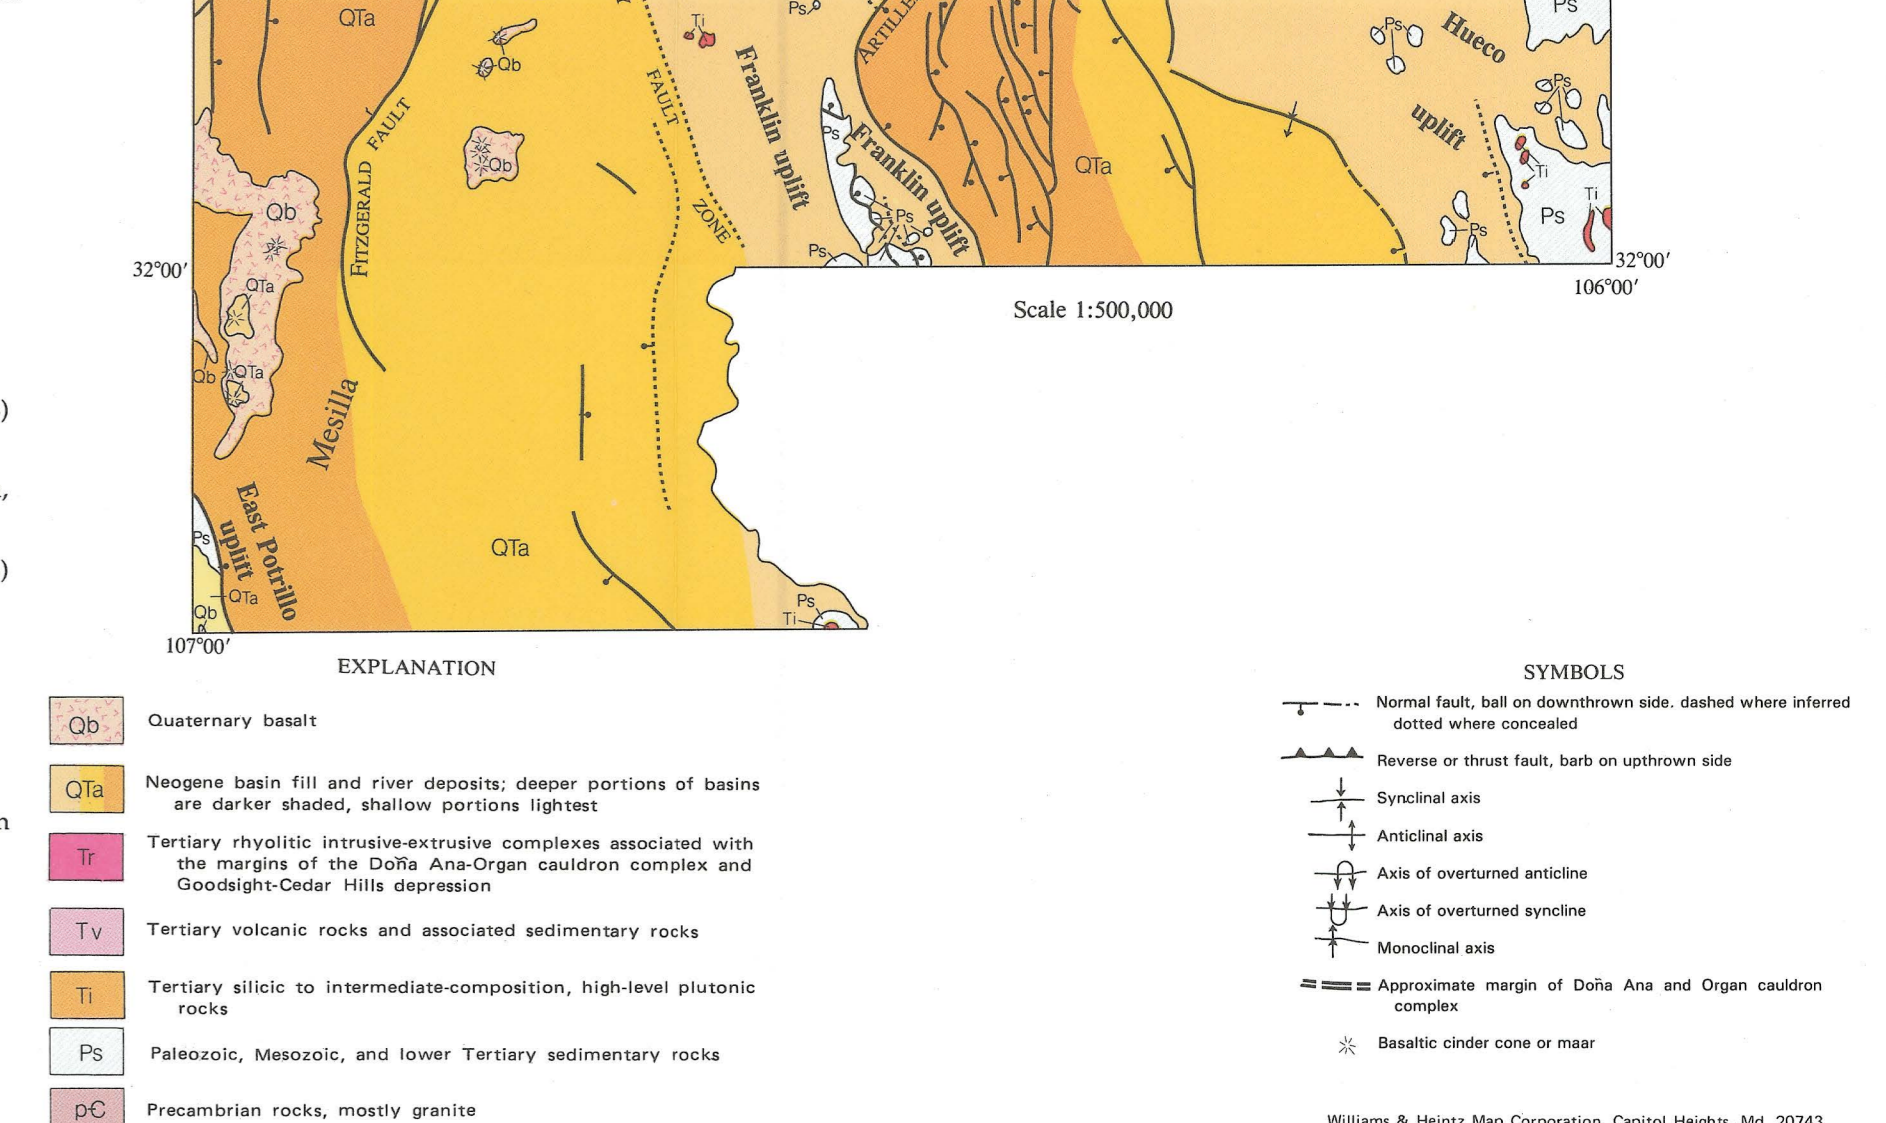 QTa
Qb
Ti
Ps
ARTILLE
Hueco
Ps
Ps
FAULT
Franklin uplift
Ps
Franklin uplift
Ps
uplift
FITZGERALD FAULT
Qb
QTa
Ti
Ti
Ps
Qb
ZONE
Ps
Ps
Ps
32°00′
32°00′
106°00′
QTa
Scale 1:500,000
Qb
QTa
Mesilla
East Potrillo
uplift
QTa
Ps
QTa
Qb
Ps
Ti
107°00′
)
,
)
n
EXPLANATION
Qb
Quaternary basalt
QTa
Neogene basin fill and river deposits; deeper portions of basins
are darker shaded, shallow portions lightest
Tr
Tertiary rhyolitic intrusive-extrusive complexes associated with
the margins of the Doña Ana-Organ cauldron complex and
Goodsight-Cedar Hills depression
Tv
Tertiary volcanic rocks and associated sedimentary rocks
Ti
Tertiary silicic to intermediate-composition, high-level plutonic
rocks
Ps
Paleozoic, Mesozoic, and lower Tertiary sedimentary rocks
p-Є
Precambrian rocks, mostly granite
SYMBOLS
Normal fault, ball on downthrown side. dashed where inferred
dotted where concealed
Reverse or thrust fault, barb on upthrown side
Synclinal axis
Anticlinal axis
Axis of overturned anticline
Axis of overturned syncline
Monoclinal axis
Approximate margin of Doña Ana and Organ cauldron
complex
Basaltic cinder cone or maar
Williams & Heintz Map Corporation, Capitol Heights, Md. 20743